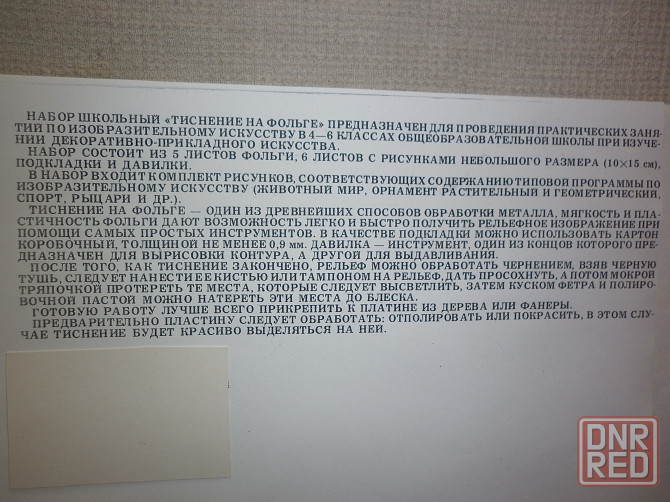 НАБОР ШКОЛЬНЫЙ «ТИСНЕНИЕ НА ФОЛЬГЕ» ПРЕДНАЗНАЧЕН ДЛЯ ПРОВЕДЕНИЯ ПРАКТИЧЕСКИХ ЗАНЯ-
ТИЙ ПО ИЗОБРАЗИТЕЛЬНОМУ ИСКУССТВУ В 4—6 КЛАССАХ ОБЩЕОБРАЗОВАТЕЛЬНОЙ ШКОЛЫ ПРИ ИЗУЧЕ-
НИИ ДЕКОРАТИВНО-ПРИКЛАДНОГО ИСКУССТВА.
НАБОР СОСТОИТ ИЗ 5 ЛИСТОВ ФОЛЬГИ, 6 ЛИСТОВ С РИСУНКАМИ НЕБОЛЬШОГО РАЗМЕРА (10×15 см),
ПОДКЛАДКИ И ДАВИЛКИ.
В НАБОР ВХОДИТ КОМПЛЕКТ РИСУНКОВ, СООТВЕТСТВУЮЩИХ СОДЕРЖАНИЮ ТИПОВОЙ ПРОГРАММЫ ПО
ИЗОБРАЗИТЕЛЬНОМУ ИСКУССТВУ (ЖИВОТНЫЙ МИР, ОРНАМЕНТ РАСТИТЕЛЬНЫЙ И ГЕОМЕТРИЧЕСКИЙ,
СПОРТ, РЫЦАРИ И ДР.).
ТИСНЕНИЕ НА ФОЛЬГЕ — ОДИН ИЗ ДРЕВНЕЙШИХ СПОСОБОВ ОБРАБОТКИ МЕТАЛЛА, МЯГКОСТЬ И ПЛА-
СТИЧНОСТЬ ФОЛЬГИ ДАЮТ ВОЗМОЖНОСТЬ ЛЕГКО И БЫСТРО ПОЛУЧИТЬ РЕЛЬЕФНОЕ ИЗОБРАЖЕНИЕ ПРИ
ПОМОЩИ САМЫХ ПРОСТЫХ ИНСТРУМЕНТОВ. В КАЧЕСТВЕ ПОДКЛАДКИ МОЖНО ИСПОЛЬЗОВАТЬ КАРТОН
КОРОБОЧНЫЙ, ТОЛЩИНОЙ НЕ МЕНЕЕ 0,9 мм. ДАВИЛКА — ИНСТРУМЕНТ, ОДИН ИЗ КОНЦОВ КОТОРОГО ПРЕ-
ДНАЗНАЧЕН ДЛЯ ВЫРИСОВКИ КОНТУРА, А ДРУГОЙ ДЛЯ ВЫДАВЛИВАНИЯ.
ПОСЛЕ ТОГО, КАК ТИСНЕНИЕ ЗАКОНЧЕНО, РЕЛЬЕФ МОЖНО ОБРАБОТАТЬ ЧЕРНЕНИЕМ, ВЗЯВ ЧЕРНУЮ
ТУШЬ, СЛЕДУЕТ НАНЕСТИ ЕЕ КИСТЬЮ ИЛИ ТАМПОНОМ НА РЕЛЬЕФ, ДАТЬ ПРОСОХНУТЬ, А ПОТОМ МОКРОЙ
ТРЯПОЧКОЙ ПРОТЕРЕТЬ ТЕ МЕСТА, КОТОРЫЕ СЛЕДУЕТ ВЫСВЕТЛИТЬ, ЗАТЕМ КУСКОМ ФЕТРА И ПОЛИРО-
ВОЧНОЙ ПАСТОЙ МОЖНО НАТЕРЕТЬ ЭТИ МЕСТА ДО БЛЕСКА.
ГОТОВУЮ РАБОТУ ЛУЧШЕ ВСЕГО ПРИКРЕПИТЬ К ПЛАТИНЕ ИЗ ДЕРЕВА ИЛИ ФАНЕРЫ.
ПРЕДВАРИТЕЛЬНО ПЛАСТИНУ СЛЕДУЕТ ОБРАБОТАТЬ: ОТПОЛИРОВАТЬ ИЛИ ПОКРАСИТЬ, В ЭТОМ СЛУ-
ЧАЕ ТИСНЕНИЕ БУДЕТ КРАСИВО ВЫДЕЛЯТЬСЯ НА НЕЙ.
DNR
RED